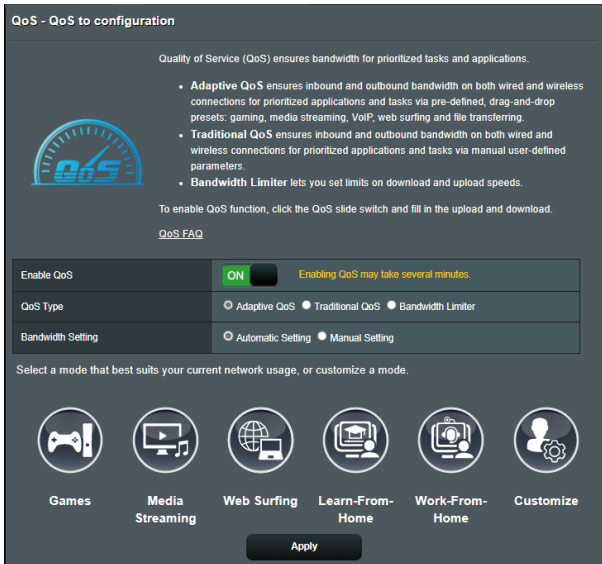 QoS - QoS to configuration
Quality of Service (QoS) ensures bandwidth for prioritized tasks and applications.
• Adaptive QoS ensures inbound and outbound bandwidth on both wired and wireless
connections for prioritized applications and tasks via pre-defined, drag-and-drop
presets: gaming, media streaming, VoIP, web surfing and file transferring.
• Traditional QoS ensures inbound and outbound bandwidth on both wired and
wireless connections for prioritized applications and tasks via manual user-defined
parameters.
• Bandwidth Limiter lets you set limits on download and upload speeds.
QoS
To enable QoS function, click the QoS slide switch and fill in the upload and download.
QoS FAQ
Enable QoS ON Enabling QoS may take several minutes.
QoS Type Adaptive QoS Traditional QoS Bandwidth Limiter
Bandwidth Setting Automatic Setting Manual Setting
Select a mode that best suits your current network usage, or customize a mode.
Games Media Web Surfing Learn-From- Work-From- Customize
Streaming Home Home
Apply